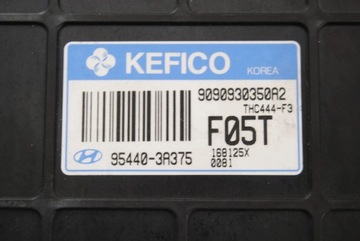 KEFICO
KOREA
9090930350A2
THC444-F3
F05T
95440-3A375
168125X
0081